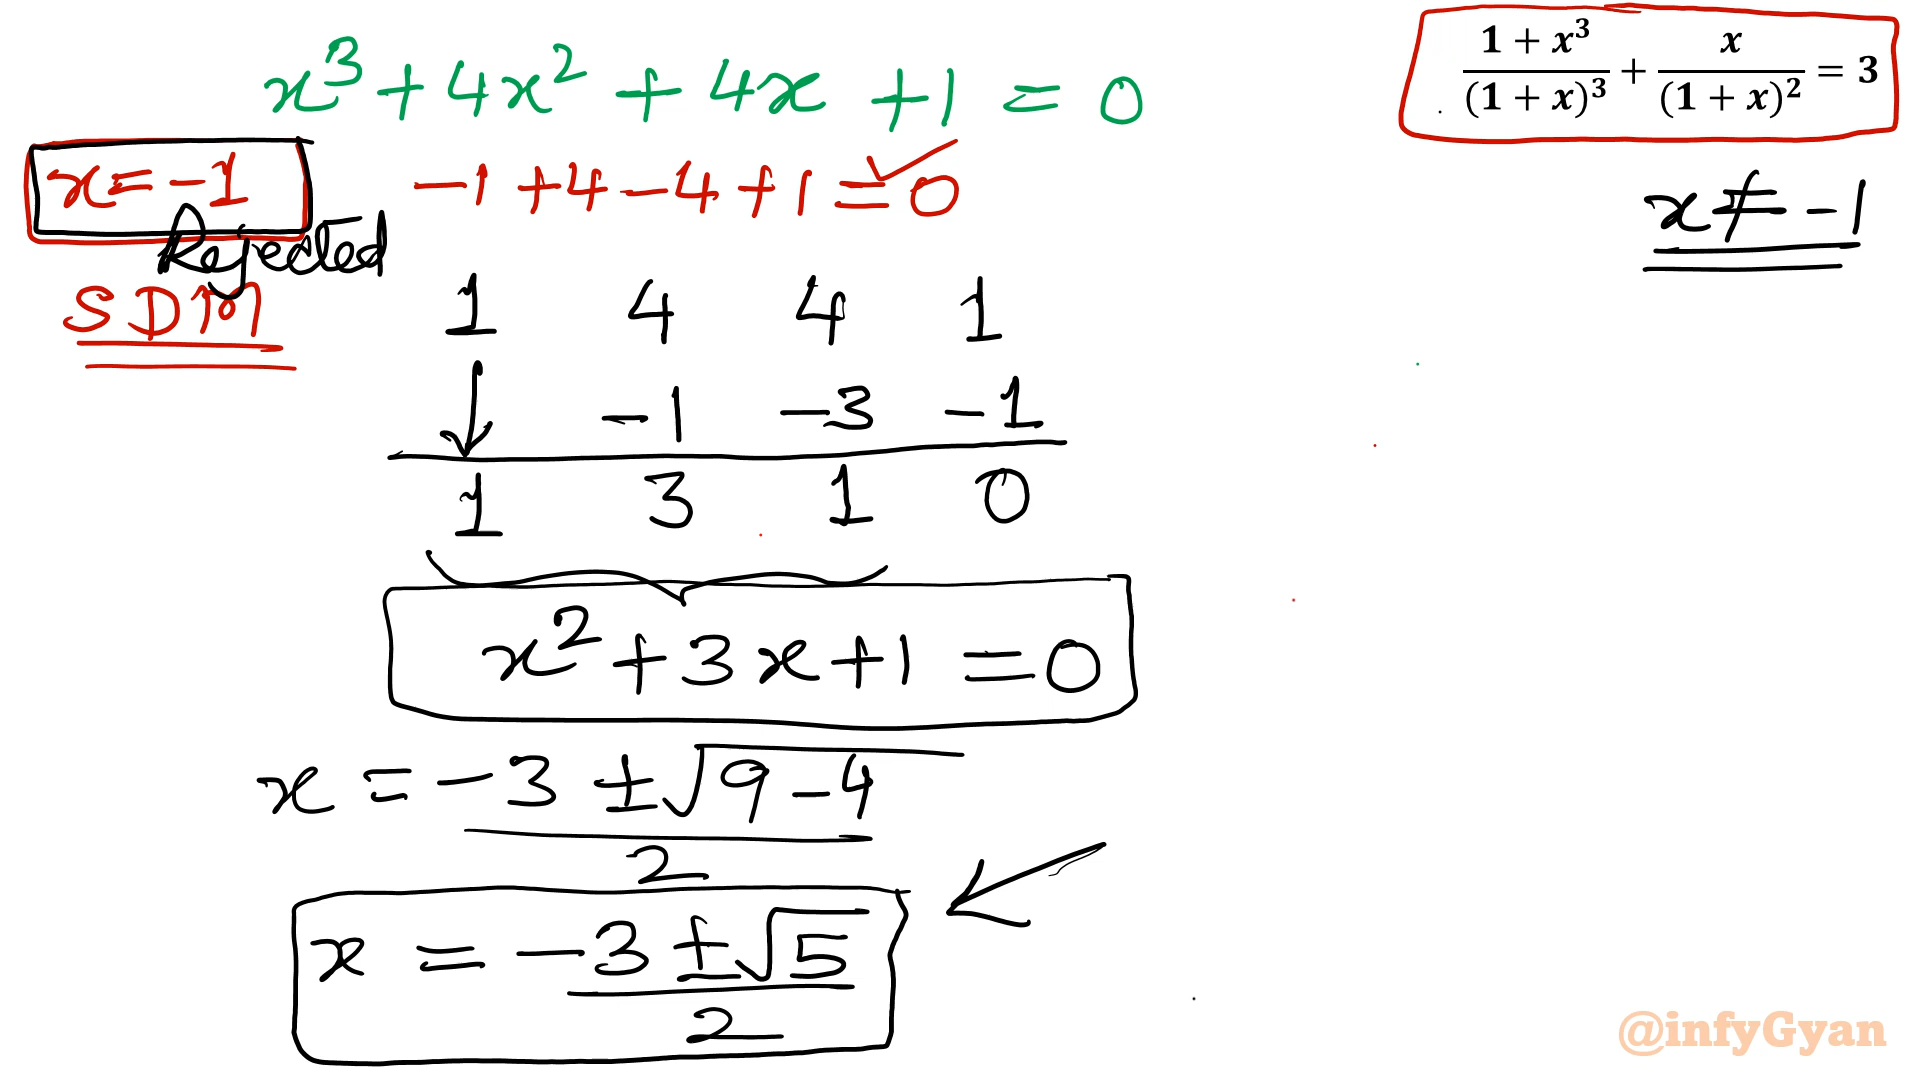 x³ + 4x² + 4x + 1 = 0
(1 + x³)/(1 + x)³ + x/(1 + x)² = 3
x = -1
-1 + 4 - 4 + 1 = 0 ✓
x ≠ -1
Rejected
SDM
1 4 4 1
↓ -1 -3 -1
1 3 1 0
x² + 3x + 1 = 0
x = (-3 ± √(9 - 4))/2
x = (-3 ± √5)/2
@infyGyan